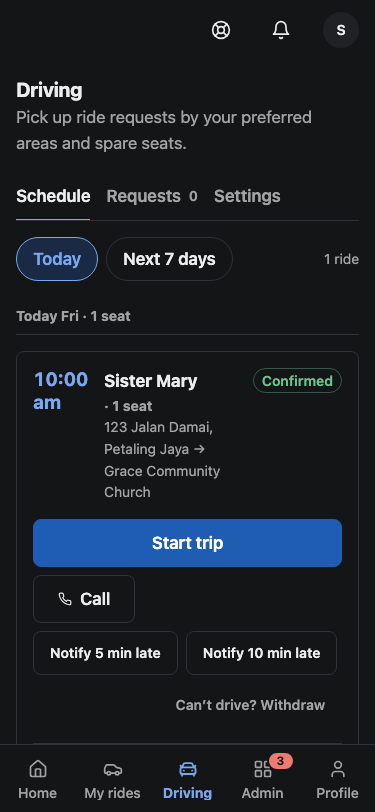 S
Driving
Pick up ride requests by your preferred
areas and spare seats.
Schedule Requests 0 Settings
Today Next 7 days 1 ride
Today Fri · 1 seat
10:00 am
Sister Mary
Confirmed
· 1 seat
123 Jalan Damai,
Petaling Jaya →
Grace Community
Church
Start trip
Call
Notify 5 min late Notify 10 min late
Can’t drive? Withdraw
3
Home My rides Driving Admin Profile